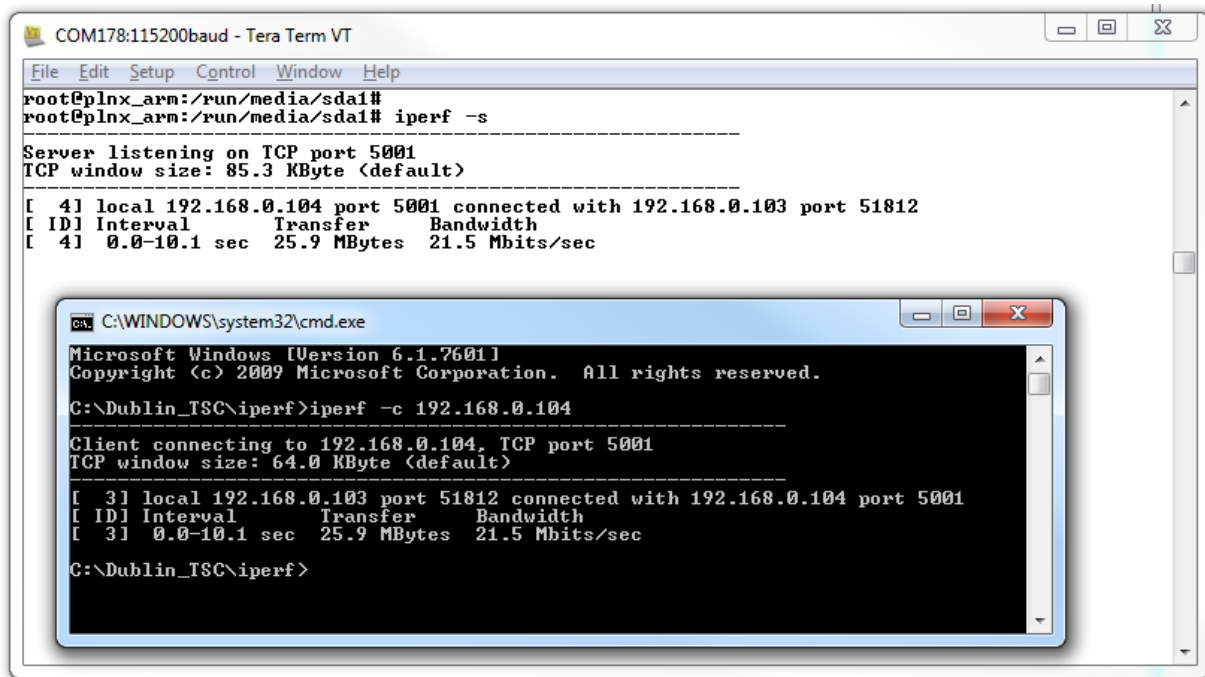 COM178:115200baud - Tera Term VT
File Edit Setup Control Window Help
root@plnx_arm:/run/media/sda1#
root@plnx_arm:/run/media/sda1# iperf -s
------------------------------------------------------------
Server listening on TCP port 5001
TCP window size: 85.3 KByte (default)
------------------------------------------------------------
[  4] local 192.168.0.104 port 5001 connected with 192.168.0.103 port 51812
[ ID] Interval       Transfer     Bandwidth
[  4]  0.0-10.1 sec  25.9 MBytes  21.5 Mbits/sec
C:\WINDOWS\system32\cmd.exe
Microsoft Windows [Version 6.1.7601]
Copyright (c) 2009 Microsoft Corporation.  All rights reserved.
C:\Dublin_TSC\iperf>iperf -c 192.168.0.104
------------------------------------------------------------
Client connecting to 192.168.0.104, TCP port 5001
TCP window size: 64.0 KByte (default)
------------------------------------------------------------
[  3] local 192.168.0.103 port 51812 connected with 192.168.0.104 port 5001
[ ID] Interval       Transfer     Bandwidth
[  3]  0.0-10.1 sec  25.9 MBytes  21.5 Mbits/sec
C:\Dublin_TSC\iperf>